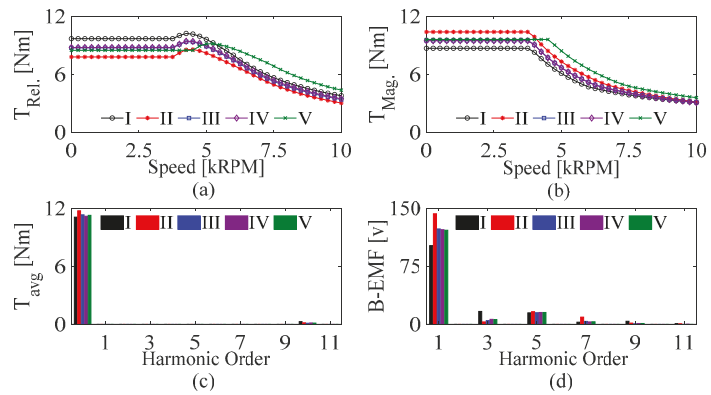 12
6
0
T_Rel. [Nm]
I II III IV V
0 2.5 5 7.5 10
Speed [kRPM]
(a)
12
6
0
T_Mag. [Nm]
I II III IV V
0 2.5 5 7.5 10
Speed [kRPM]
(b)
12
6
0
T_avg [Nm]
I II III IV V
1 3 5 7 9 11
Harmonic Order
(c)
150
75
0
B-EMF [v]
I II III IV V
1 3 5 7 9 11
Harmonic Order
(d)